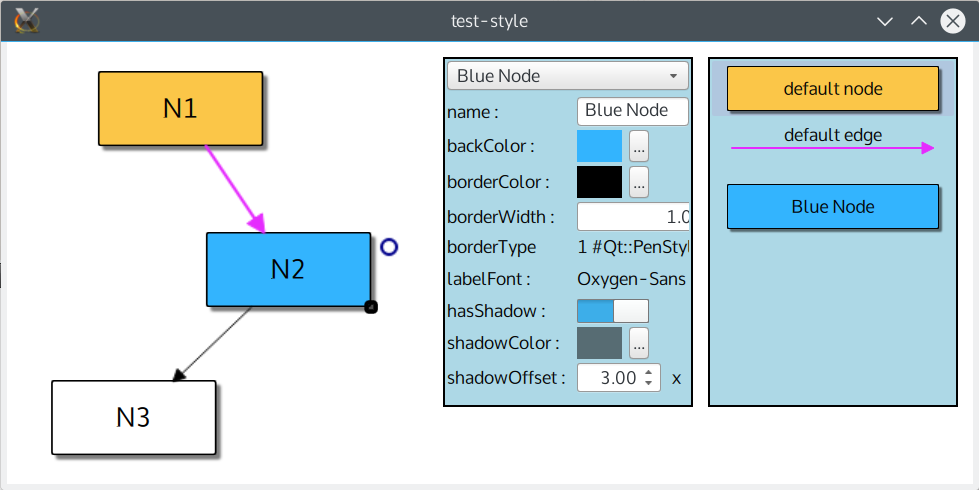 test-style
N1
N2
N3
Blue Node
name :
Blue Node
backColor :
...
borderColor :
...
borderWidth :
1.0
borderType
1 #Qt::PenStyl
labelFont :
Oxygen-Sans
hasShadow :
shadowColor :
...
shadowOffset :
3.00
x
default node
default edge
Blue Node